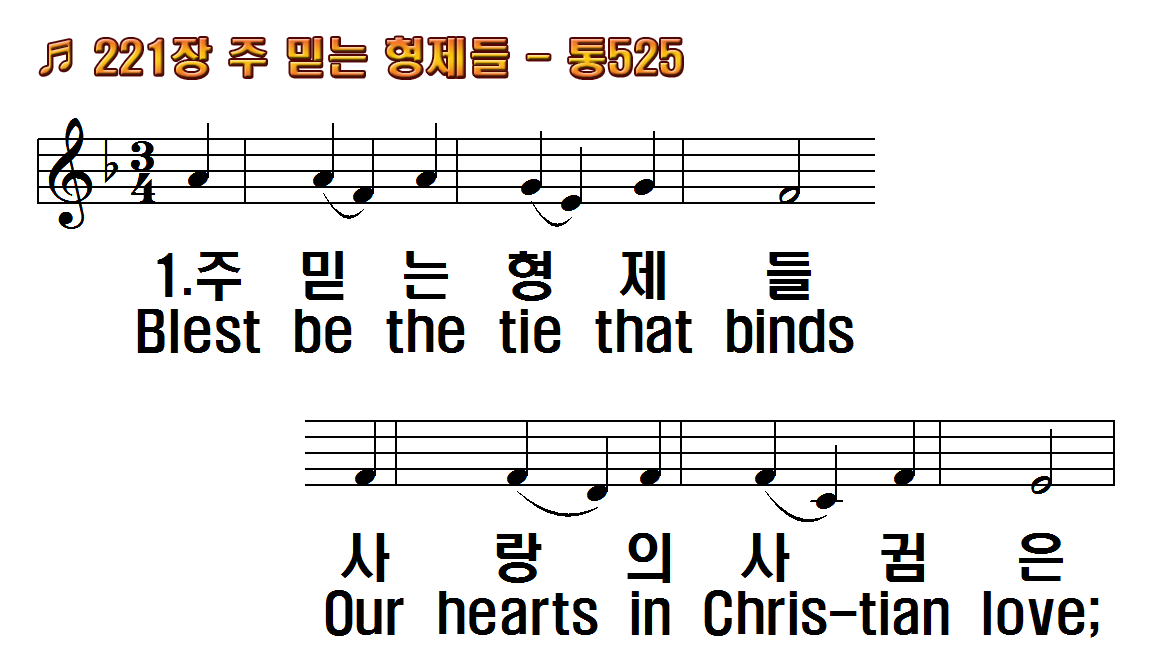 ♬ 221장 주 믿는 형제들 - 통525
3
4
1.주 믿 는 형 제 들
Blest be the tie that binds
사 랑 의 사 귐 은
Our hearts in Chris-tian love;